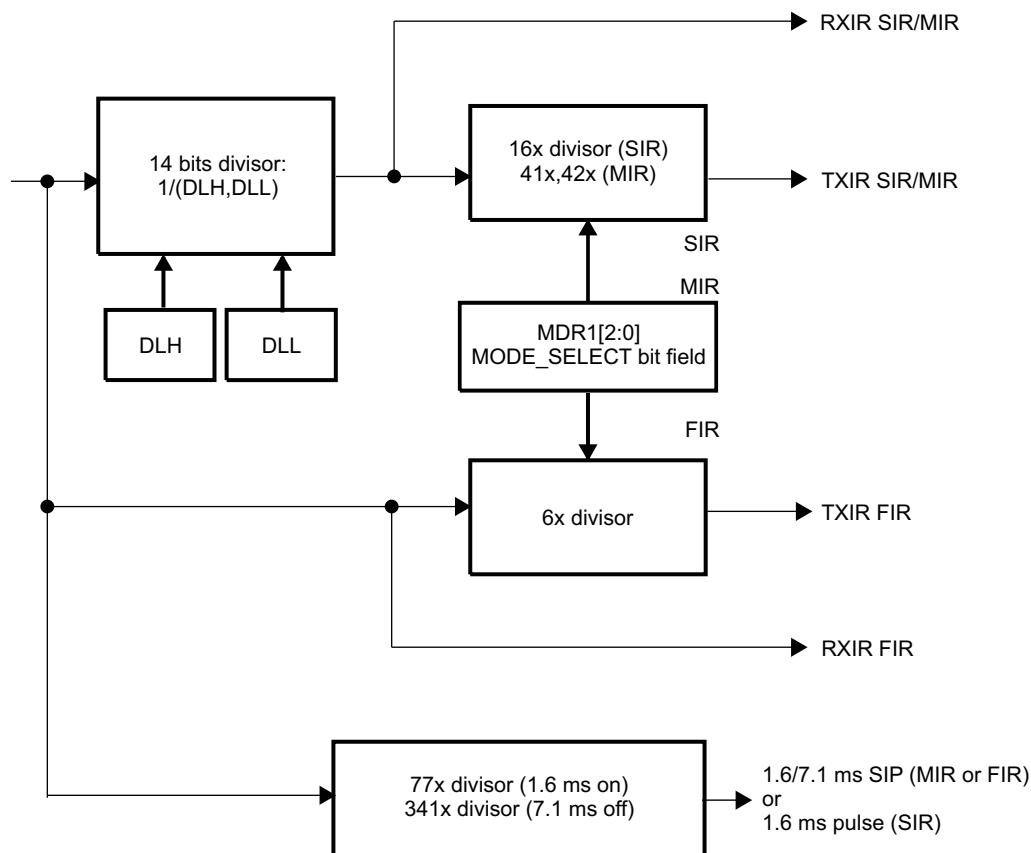 RXIR SIR/MIR
14 bits divisor:
1/(DLH,DLL)
16x divisor (SIR)
41x,42x (MIR)
TXIR SIR/MIR
SIR
MIR
DLH
DLL
MDR1[2:0]
MODE_SELECT bit field
FIR
6x divisor
TXIR FIR
RXIR FIR
77x divisor (1.6 ms on)
341x divisor (7.1 ms off)
1.6/7.1 ms SIP (MIR or FIR)
or
1.6 ms pulse (SIR)